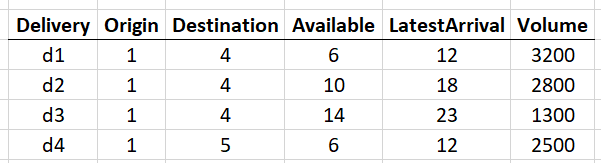 Delivery Origin Destination Available LatestArrival Volume
d1 1 4 6 12 3200
d2 1 4 10 18 2800
d3 1 4 14 23 1300
d4 1 5 6 12 2500